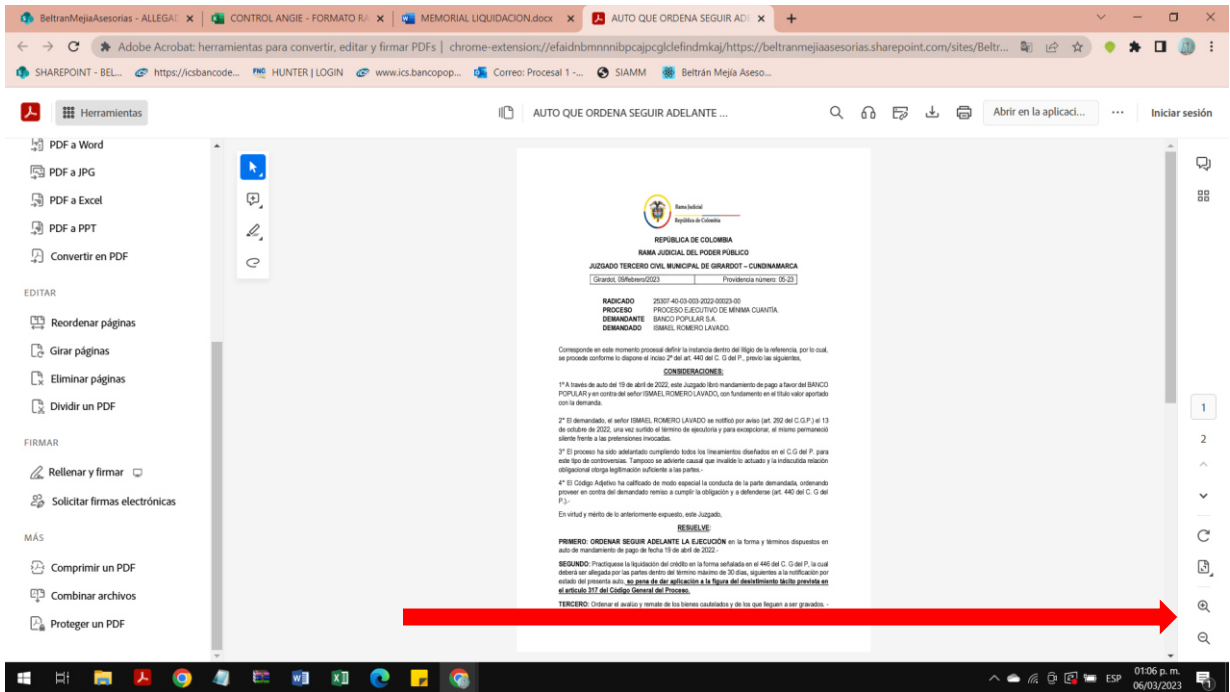 BeltranMejiaAsesorias - ALLEGAD
CONTROL ANGIE - FORMATO RA
MEMORIAL LIQUIDACION.docx
AUTO QUE ORDENA SEGUIR ADE
Adobe Acrobat: herramientas para convertir, editar y firmar PDFs | chrome-extension://efaidnbmnnnibpcajpcglclefindmkaj/https://beltranmejiaasesorias.sharepoint.com/sites/Beltr...
SHAREPOINT - BEL... https://icsbancode... HUNTER | LOGIN www.ics.bancopop... Correo: Procesal 1 -... SIAMM Beltrán Mejía Aseso...
Herramientas
AUTO QUE ORDENA SEGUIR ADELANTE ...
Abrir en la aplicaci...
Iniciar sesión
PDF a Word
PDF a JPG
PDF a Excel
PDF a PPT
Convertir en PDF
EDITAR
Reordenar páginas
Girar páginas
Eliminar páginas
Dividir un PDF
FIRMAR
Rellenar y firmar
Solicitar firmas electrónicas
MÁS
Comprimir un PDF
Combinar archivos
Proteger un PDF
Rama Judicial
República de Colombia
REPÚBLICA DE COLOMBIA
RAMA JUDICIAL DEL PODER PÚBLICO
JUZGADO TERCERO CIVIL MUNICIPAL DE GIRARDOT – CUNDINAMARCA
Girardot, 09/febrero/2023 Providencia número: 05-23
RADICADO 25307-40-03-003-2022-00023-00
PROCESO PROCESO EJECUTIVO DE MÍNIMA CUANTÍA.
DEMANDANTE BANCO POPULAR S.A.
DEMANDADO ISMAEL ROMERO LAVADO.
Corresponde en este momento procesal definir la instancia dentro del litigio de la referencia, por lo cual,
se procede conforme lo dispone el inciso 2º del art. 440 del C. G del P., previo las siguientes,
CONSIDERACIONES:
1º A través de auto del 19 de abril de 2022, este Juzgado libró mandamiento de pago a favor del BANCO
POPULAR y en contra del señor ISMAEL ROMERO LAVADO, con fundamento en el título valor aportado
con la demanda.
2º El demandado, el señor ISMAEL ROMERO LAVADO se notificó por aviso (art. 292 del C.G.P.) el 13
de octubre de 2022, una vez surtido el término de ejecutoria y para excepcionar, el mismo permaneció
silente frente a las pretensiones invocadas.
3º El proceso ha sido adelantado cumpliendo todos los lineamientos diseñados en el C.G del P. para
este tipo de controversias. Tampoco se advierte causal que invalide lo actuado y la indiscutida relación
obligacional otorga legitimación suficiente a las partes.-
4º El Código Adjetivo ha calificado de modo especial la conducta de la parte demandada, ordenando
proveer en contra del demandado remiso a cumplir la obligación y a defenderse (art. 440 del C. G del
P.).-
En virtud y mérito de lo anteriormente expuesto, este Juzgado,
RESUELVE:
PRIMERO: ORDENAR SEGUIR ADELANTE LA EJECUCIÓN en la forma y términos dispuestos en
auto de mandamiento de pago de fecha 19 de abril de 2022.-
SEGUNDO: Practíquese la liquidación del crédito en la forma señalada en el 446 del C. G del P, la cual
deberá ser allegada por las partes dentro del término máximo de 30 días, siguientes a la notificación por
estado del presenta auto, so pena de dar aplicación a la figura del desistimiento tácito prevista en
el artículo 317 del Código General del Proceso.
TERCERO: Ordenar el avalúo y remate de los bienes cautelados y de los que lleguen a ser gravados. -
1
2
ESP
01:06 p. m.
06/03/2023
1